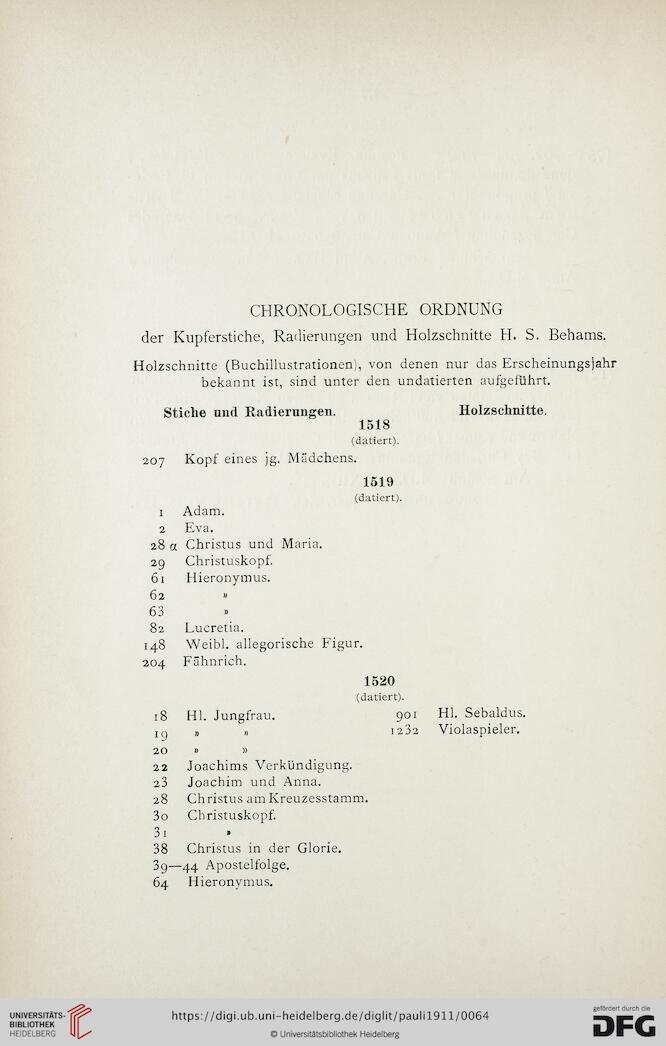 CHRONOLOGISCHE ORDNUNG
der Kupferstiche, Radierungen und Holzschnitte H. S. Behams.
Holzschnitte (Buchillustrationen), von denen nur das Erscheinungsjahr
bekannt ist, sind unter den undatierten aufgeführt.
Stiche und Radierungen. Holzschnitte.
1518
(datiert).
207 Kopf eines jg. Mädchens.
1519
(datiert).
1 Adam.
2 Eva.
28 a Christus und Maria.
29 Christuskopf.
61 Hieronymus.
62 »
63 »
82 Lucretia.
148 Weibl. allegorische Figur.
204 Fähnrich.
1520
(datiert).
18 Hl. Jungfrau. 901 Hl. Sebaldus.
19 » » 1232 Violaspieler.
20 » »
22 Joachims Verkündigung.
23 Joachim und Anna.
28 Christus am Kreuzesstamm.
30 Christuskopf.
31 »
38 Christus in der Glorie.
39—44 Apostelfolge.
64 Hieronymus.
UNIVERSITÄTS-
BIBLIOTHEK
HEIDELBERG
https://digi.ub.uni-heidelberg.de/diglit/pauli1911/0064
© Universitätsbibliothek Heidelberg
gefördert durch die
DFG